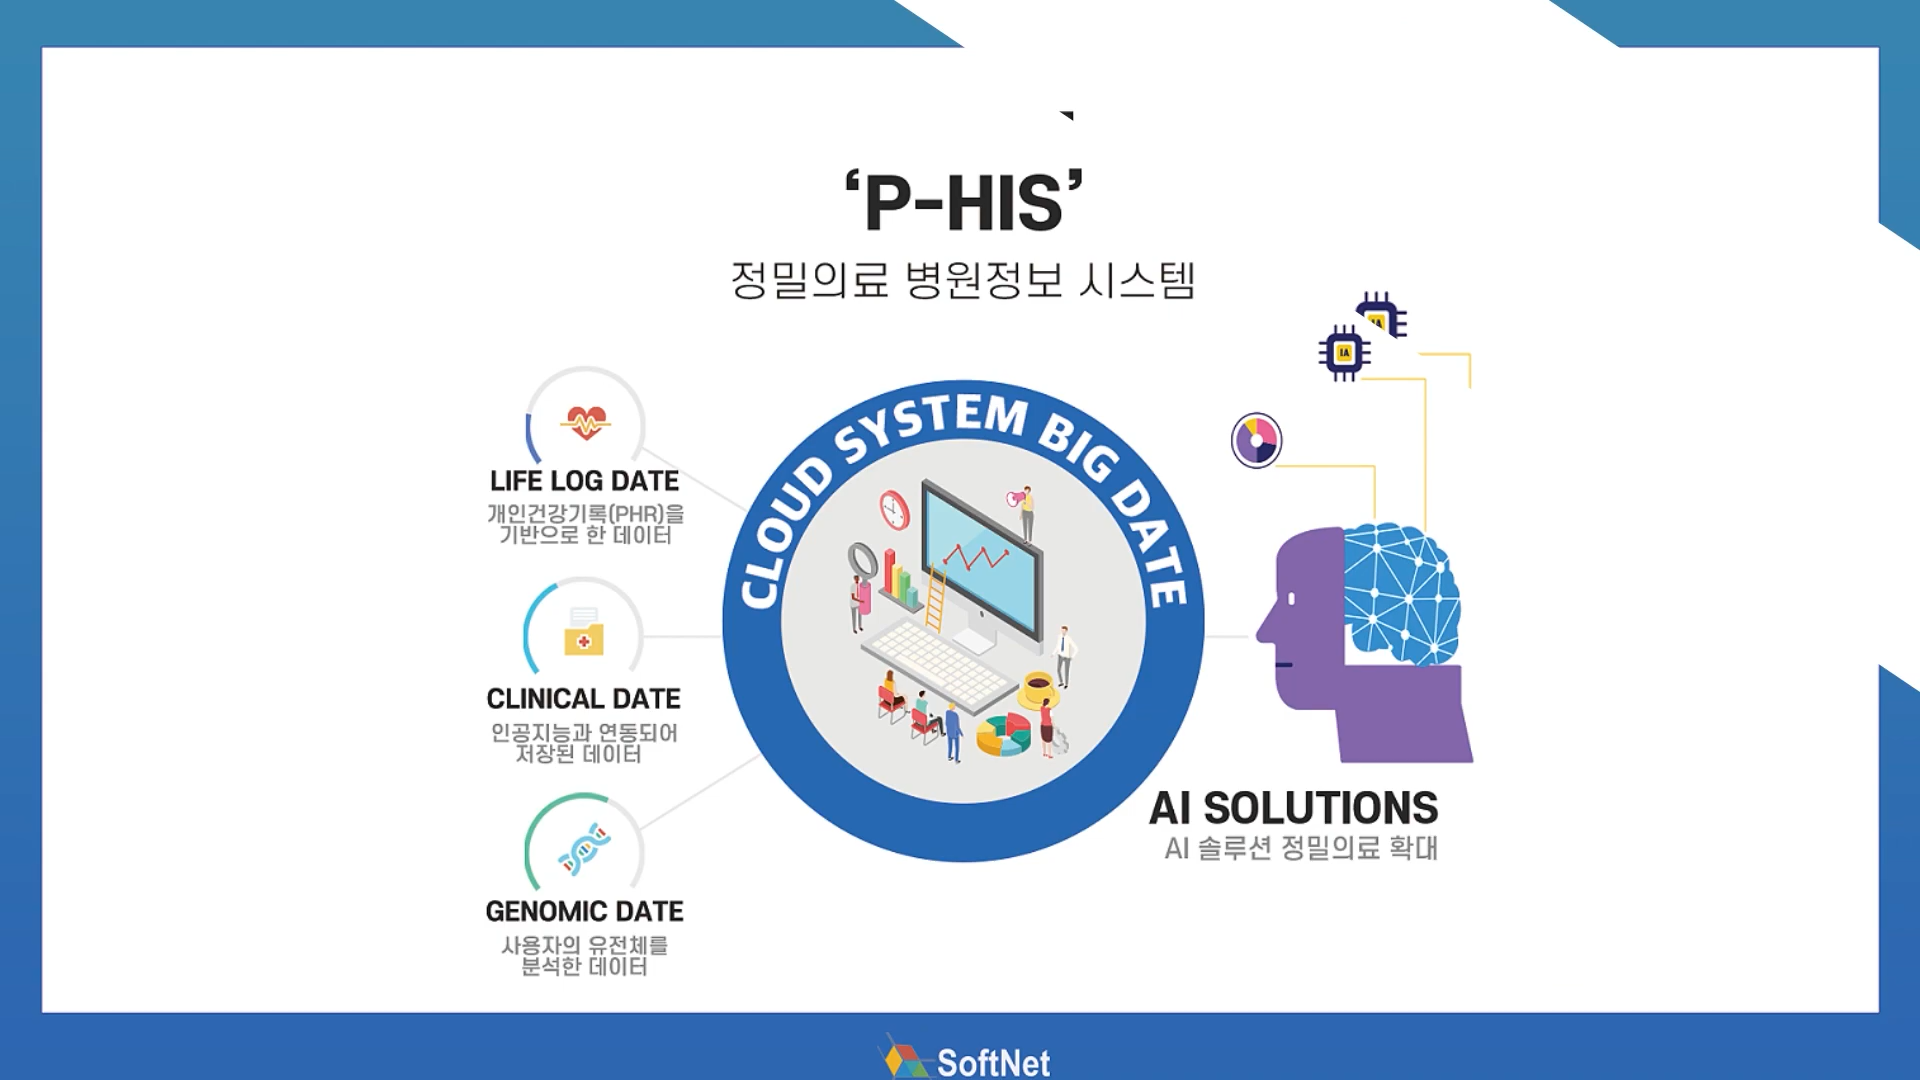 ‘P-HIS’
정밀의료 병원정보 시스템
IA
IA
CLOUD SYSTEM BIG DATE
LIFE LOG DATE
개인건강기록(PHR)을
기반으로 한 데이터
CLINICAL DATE
인공지능과 연동되어
저장된 데이터
GENOMIC DATE
사용자의 유전체를
분석한 데이터
AI SOLUTIONS
AI 솔루션 정밀의료 확대
SoftNet